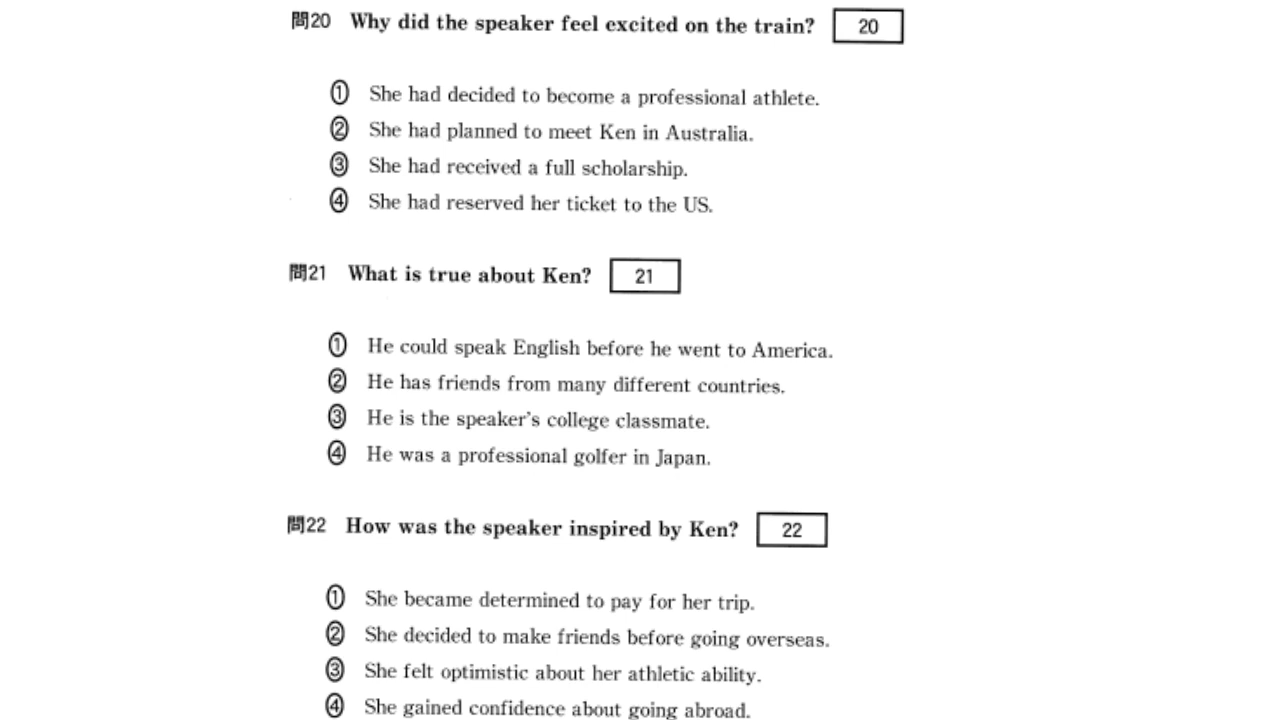 問20 Why did the speaker feel excited on the train? 20
① She had decided to become a professional athlete.
② She had planned to meet Ken in Australia.
③ She had received a full scholarship.
④ She had reserved her ticket to the US.
問21 What is true about Ken? 21
① He could speak English before he went to America.
② He has friends from many different countries.
③ He is the speaker's college classmate.
④ He was a professional golfer in Japan.
問22 How was the speaker inspired by Ken? 22
① She became determined to pay for her trip.
② She decided to make friends before going overseas.
③ She felt optimistic about her athletic ability.
④ She gained confidence about going abroad.